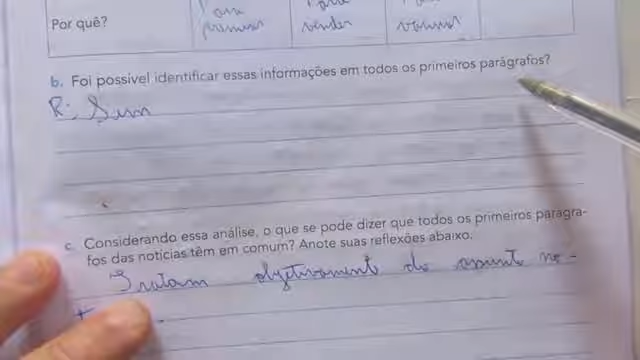 Por quê?
vender
b. Foi possível identificar essas informações em todos os primeiros parágrafos?
R: Sim
c. Considerando essa análise, o que se pode dizer que todos os primeiros parágra-
fos das notícias têm em comum? Anote suas reflexões abaixo.
Tratam objetivamente do assunto no-